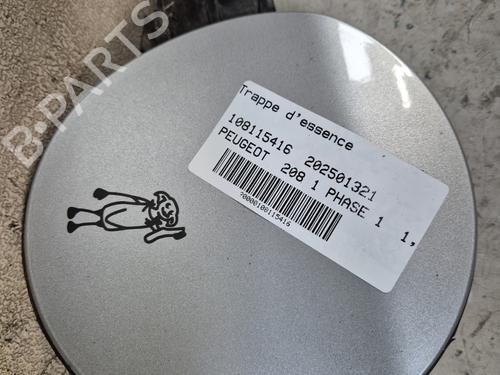 B-PARTS
Trappe d'essence
108115416 202501321
PEUGEOT 208 1 PHASE 1 1,
70000108115416